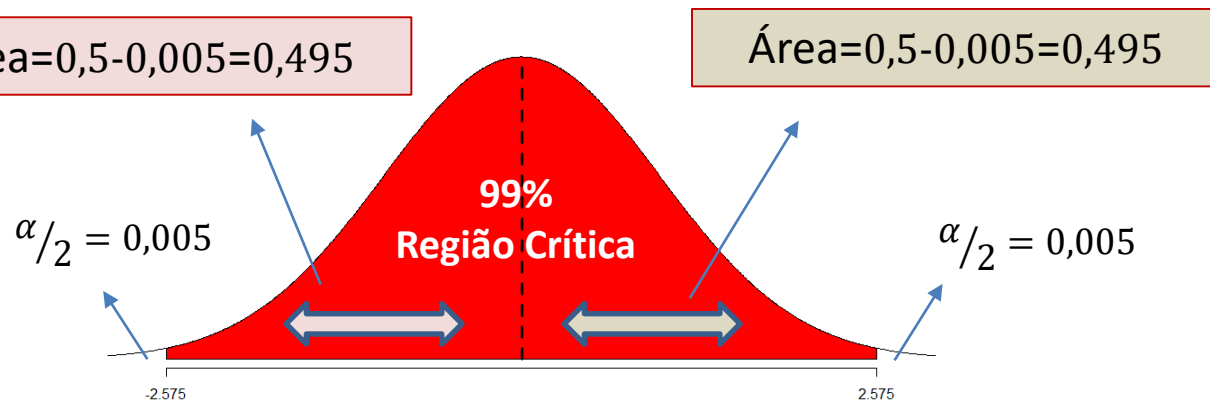 ea=0,5-0,005=0,495
Área=0,5-0,005=0,495
99%
Região Crítica
α/2 = 0,005
α/2 = 0,005
-2.575
2.575